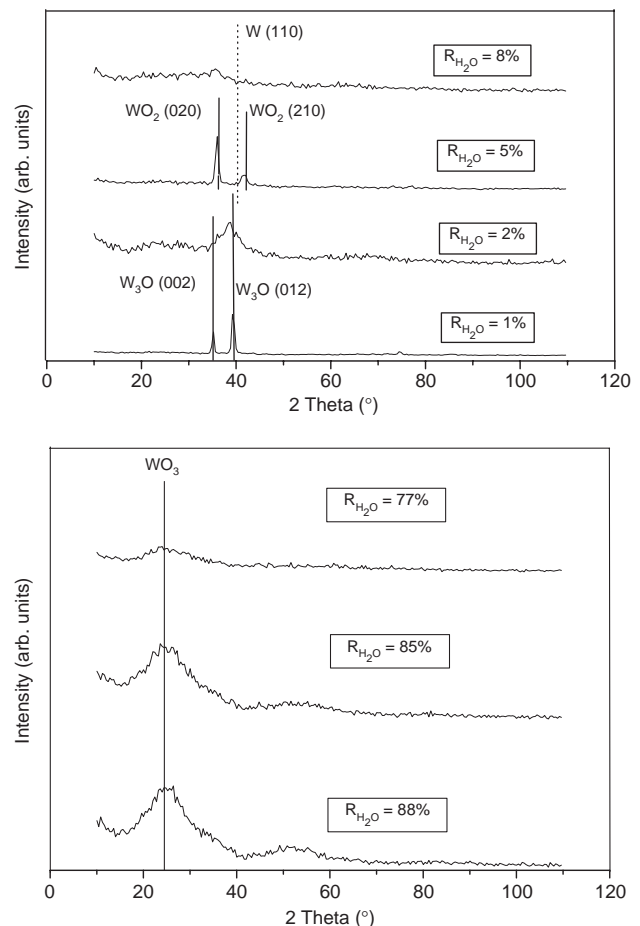 W (110)
R_H₂O = 8%
WO₂ (020)
WO₂ (210)
R_H₂O = 5%
R_H₂O = 2%
W₃O (002)
W₃O (012)
R_H₂O = 1%
Intensity (arb. units)
0 20 40 60 80 100 120
2 Theta (°)
WO₃
R_H₂O = 77%
R_H₂O = 85%
R_H₂O = 88%
Intensity (arb. units)
0 20 40 60 80 100 120
2 Theta (°)